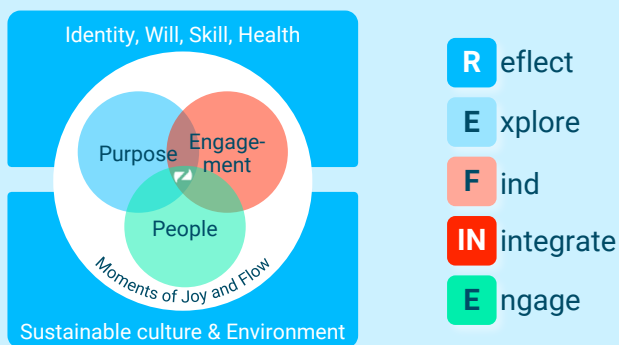 Identity, Will, Skill, Health
Purpose
Engage-
ment
People
Moments of Joy and Flow
Sustainable culture & Environment
R eflect
E xplore
F ind
IN integrate
E ngage